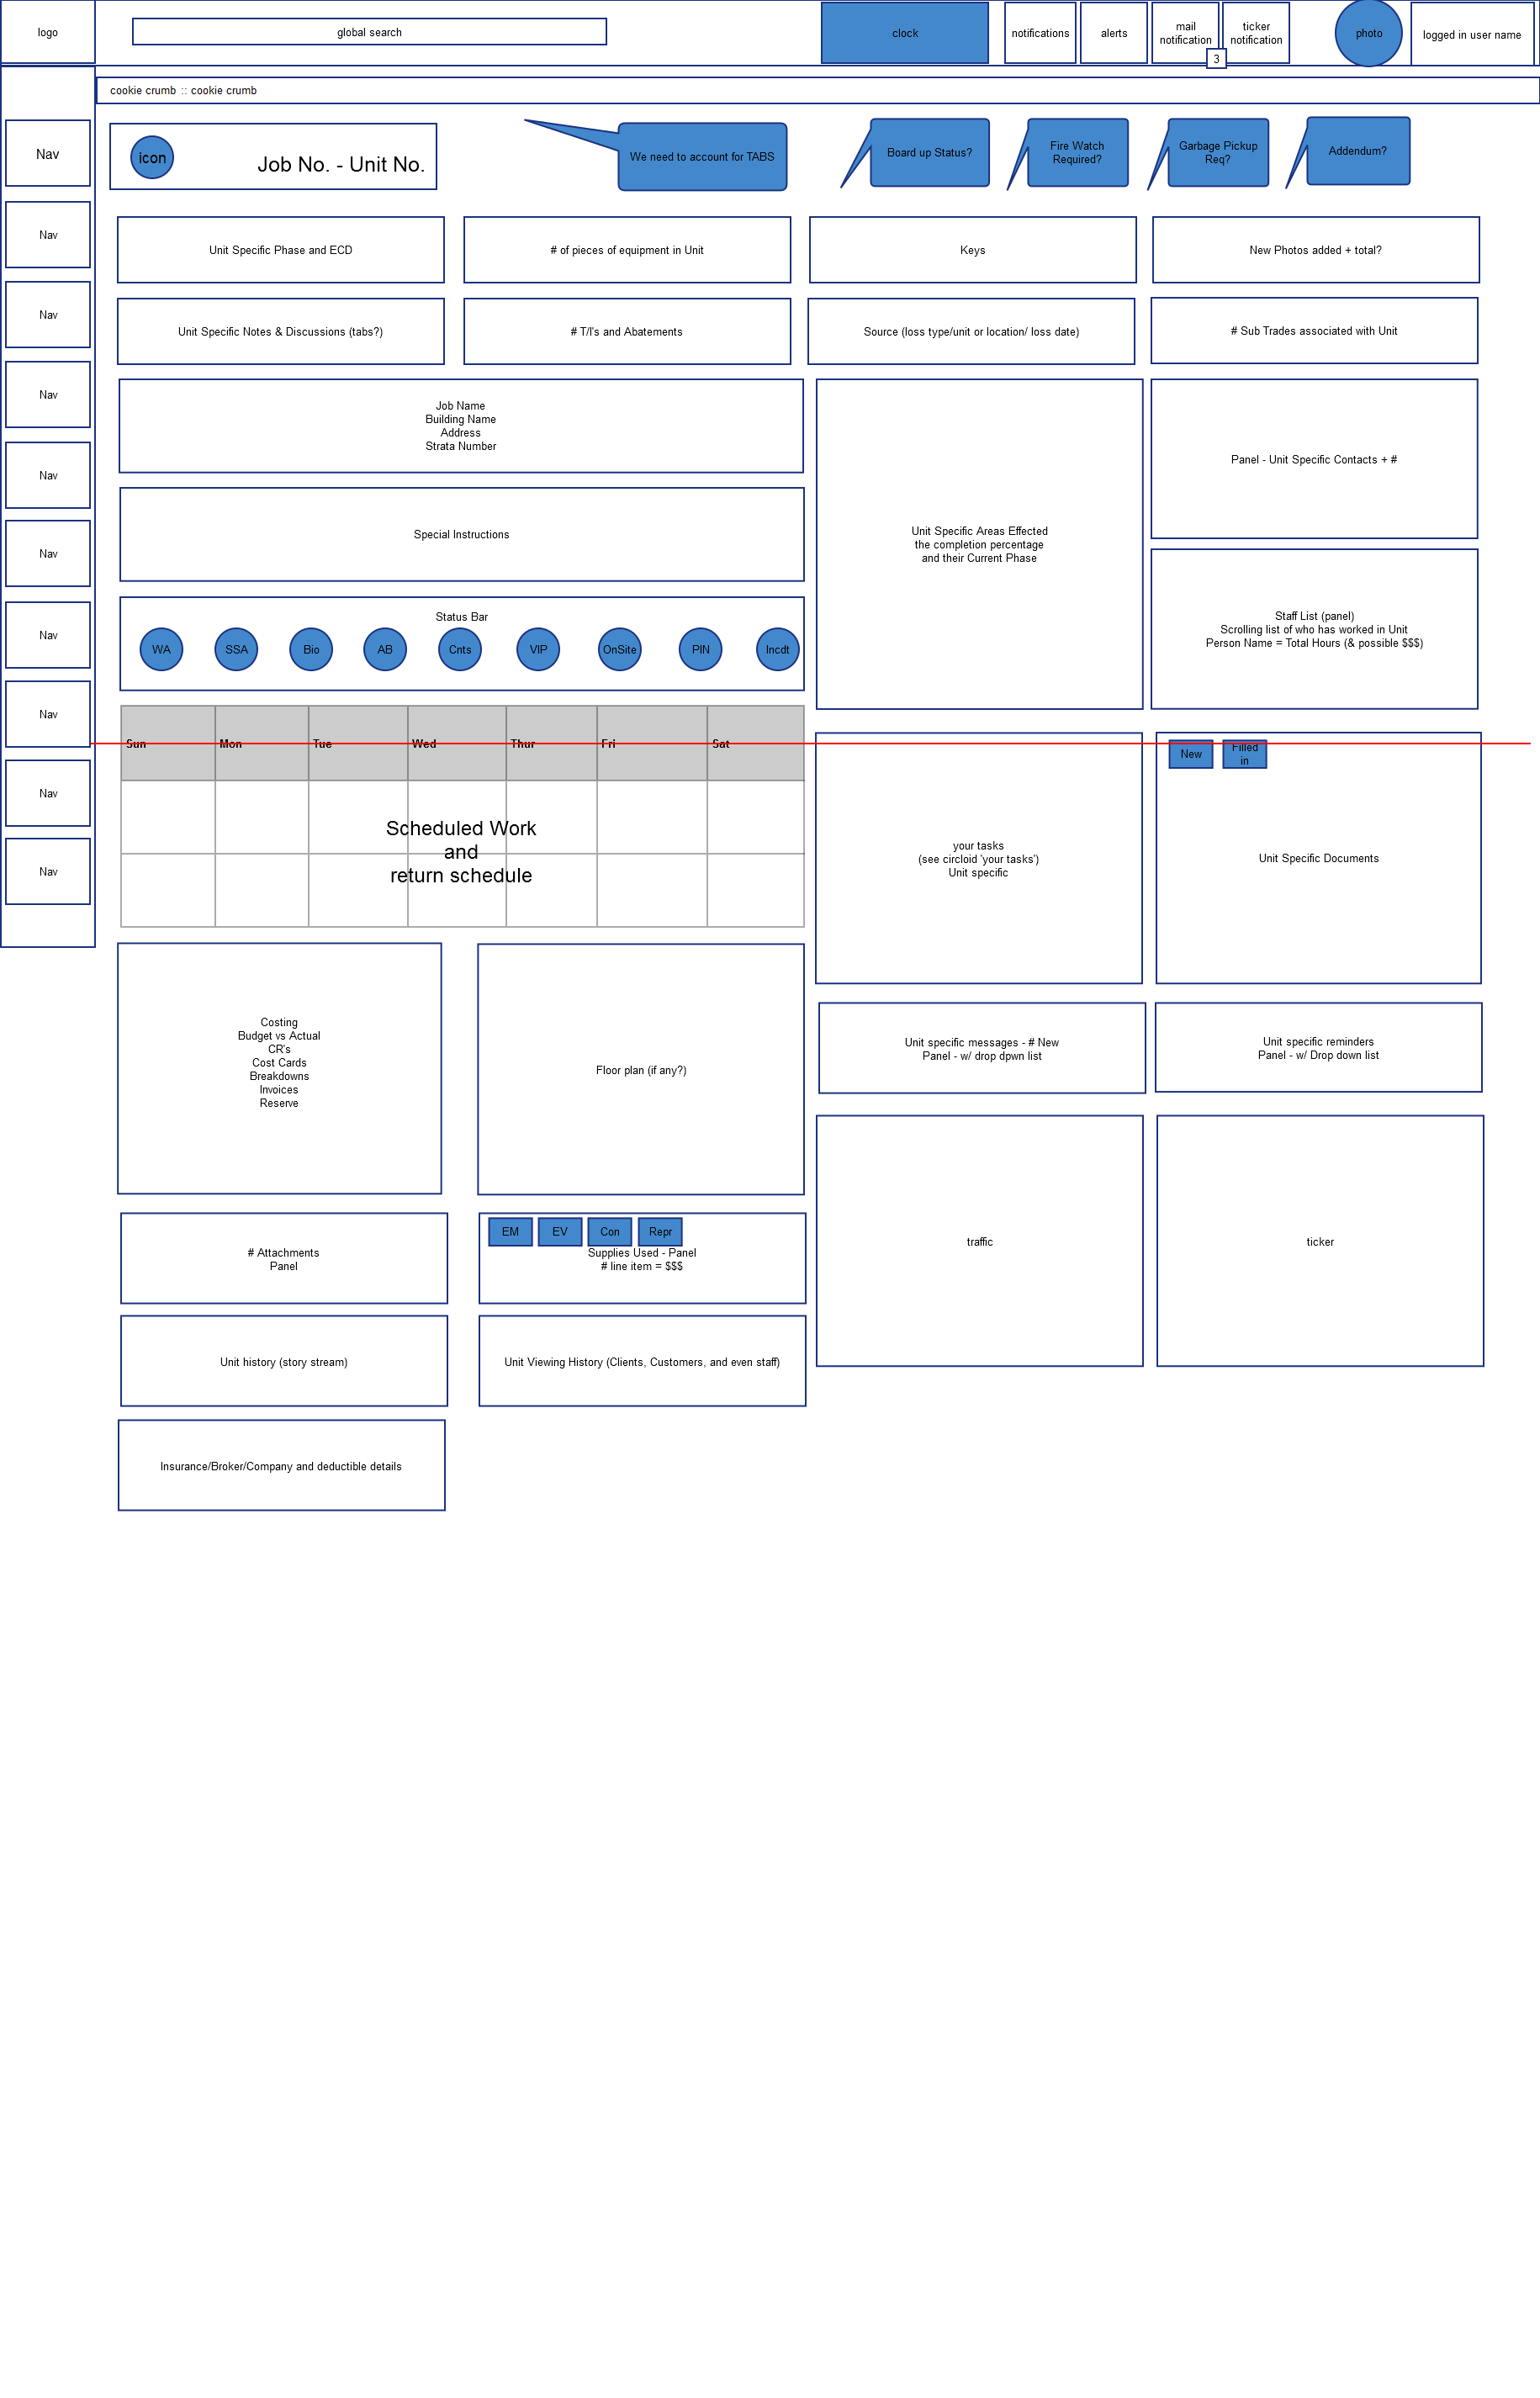 logo
global search
clock
notifications
alerts
mail
notification
3
ticker
notification
photo
logged in user name
cookie crumb :: cookie crumb
Nav
Nav
Nav
Nav
Nav
Nav
Nav
Nav
Nav
Nav
icon
Job No. - Unit No.
We need to account for TABS
Board up Status?
Fire Watch
Required?
Garbage Pickup
Req?
Addendum?
Unit Specific Phase and ECD
# of pieces of equipment in Unit
Keys
New Photos added + total?
Unit Specific Notes & Discussions (tabs?)
# T/I's and Abatements
Source (loss type/unit or location/ loss date)
# Sub Trades associated with Unit
Job Name
Building Name
Address
Strata Number
Special Instructions
Unit Specific Areas Effected
the completion percentage
and their Current Phase
Panel - Unit Specific Contacts + #
Staff List (panel)
Scrolling list of who has worked in Unit
Person Name = Total Hours (& possible $$$)
Status Bar
WA
SSA
Bio
AB
Cnts
VIP
OnSite
PIN
Incdt
Sun
Mon
Tue
Wed
Thur
Fri
Sat
Scheduled Work
and
return schedule
your tasks
(see circloid 'your tasks')
Unit specific
New
Filled
in
Unit Specific Documents
Costing
Budget vs Actual
CR's
Cost Cards
Breakdowns
Invoices
Reserve
Floor plan (if any?)
Unit specific messages - # New
Panel - w/ drop dpwn list
Unit specific reminders
Panel - w/ Drop down list
traffic
ticker
# Attachments
Panel
EM
EV
Con
Repr
Supplies Used - Panel
# line item = $$$
Unit history (story stream)
Unit Viewing History (Clients, Customers, and even staff)
Insurance/Broker/Company and deductible details